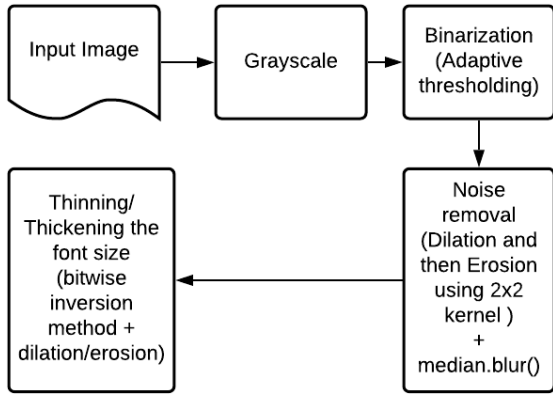 Input Image
Grayscale
Binarization
(Adaptive
thresholding)
Noise
removal
(Dilation and
then Erosion
using 2x2
kernel )
+
median.blur()
Thinning/
Thickening the
font size
(bitwise
inversion
method +
dilation/erosion)